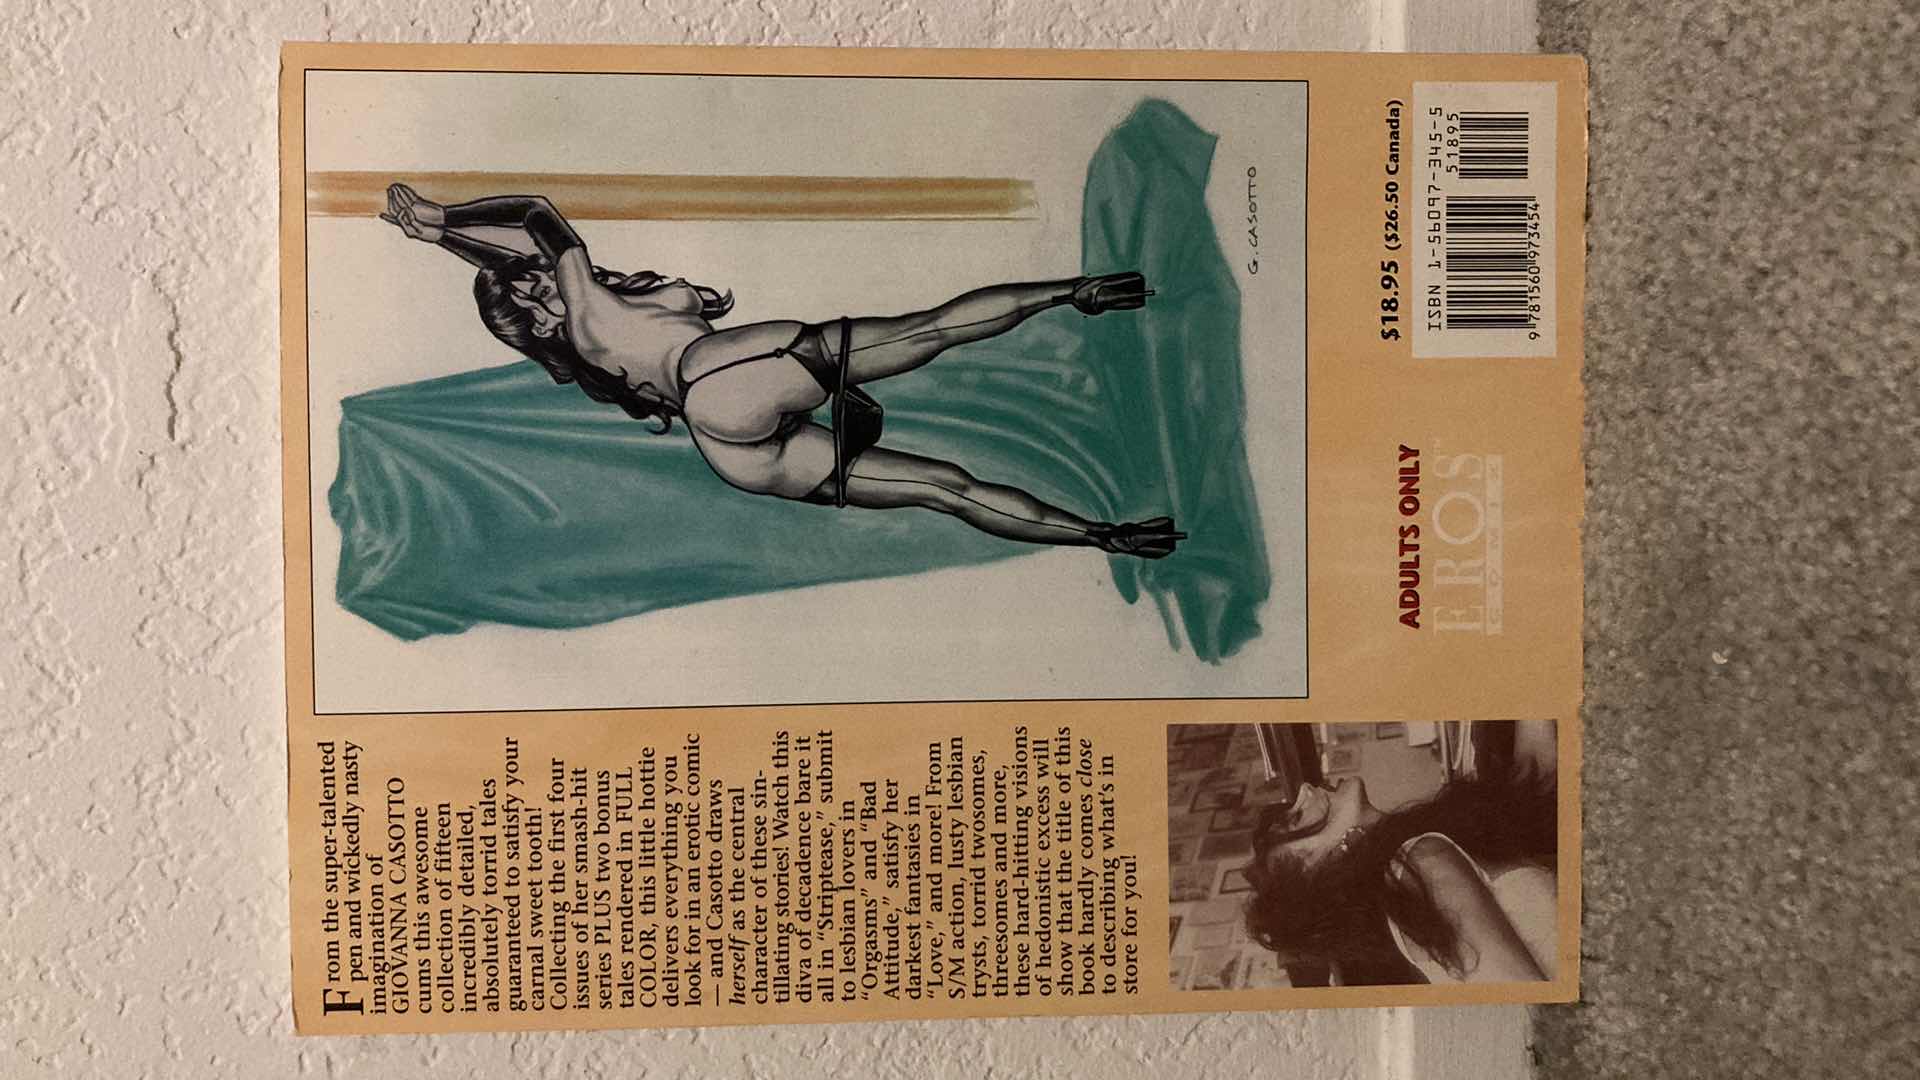 From the super-talented
pen and wickedly nasty
imagination of
GIOVANNA CASOTTO
cums this awesome
collection of fifteen
incredibly detailed,
absolutely torrid tales
guaranteed to satisfy your
carnal sweet tooth!
Collecting the first four
issues of her smash-hit
series PLUS two bonus
tales rendered in FULL
COLOR, this little hottie
delivers everything you
look for in an erotic comic
— and Casotto draws
herself as the central
character of these sin-
tillating stories! Watch this
diva of decadence bare it
all in “Striptease,” submit
to lesbian lovers in
“Orgasms” and “Bad
Attitude,” satisfy her
darkest fantasies in
“Love,” and more! From
S/M action, lusty lesbian
trysts, torrid twosomes,
threesomes and more,
these hard-hitting visions
of hedonistic excess will
show that the title of this
book hardly comes close
to describing what's in
store for you!
G. CASOTTO
ADULTS ONLY
EROS™
COMIX
$18.95 ($26.50 Canada)
ISBN 1-56097-345-5
51895
9 781560 973454